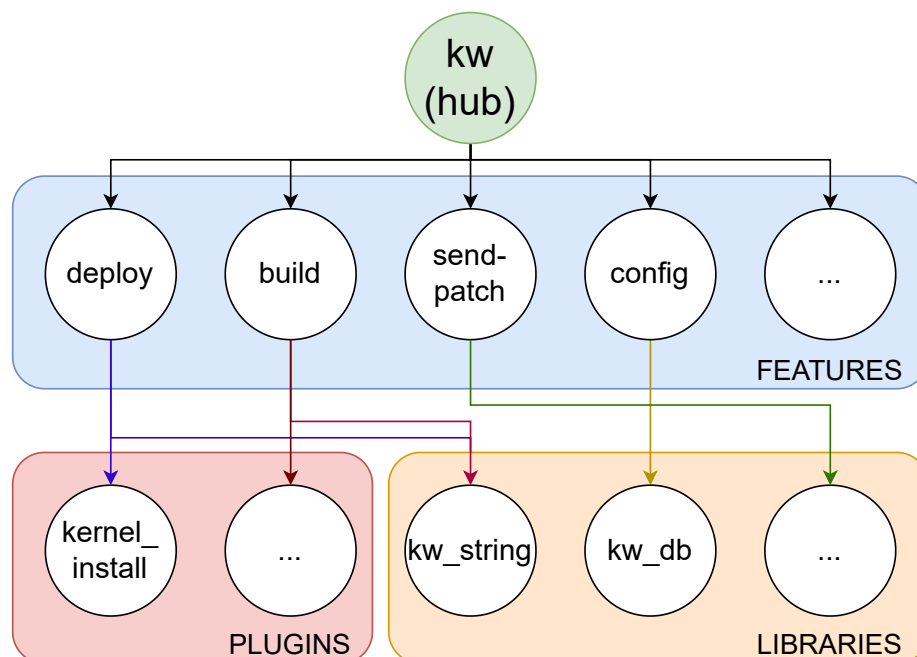 kw
(hub)
deploy
build
send-
patch
config
...
FEATURES
kernel_
install
...
kw_string
kw_db
...
PLUGINS
LIBRARIES